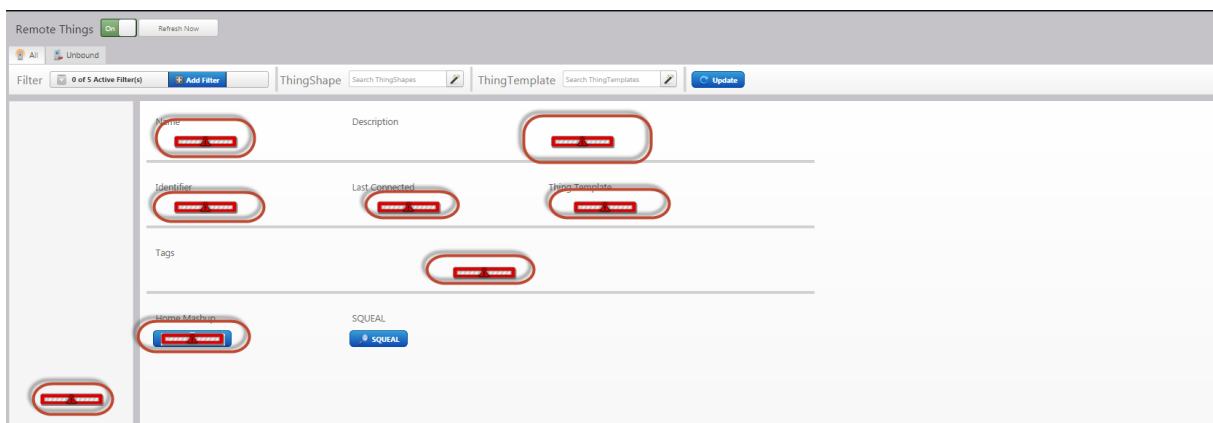 Remote Things On Refresh Now
All Unbound
Filter 0 of 5 Active Filter(s) Add Filter ThingShape Search ThingShapes ThingTemplate Search ThingTemplates Update
Name Description
Identifier Last Connected Thing Template
Tags
Home Mashup SQUEAL
SQUEAL